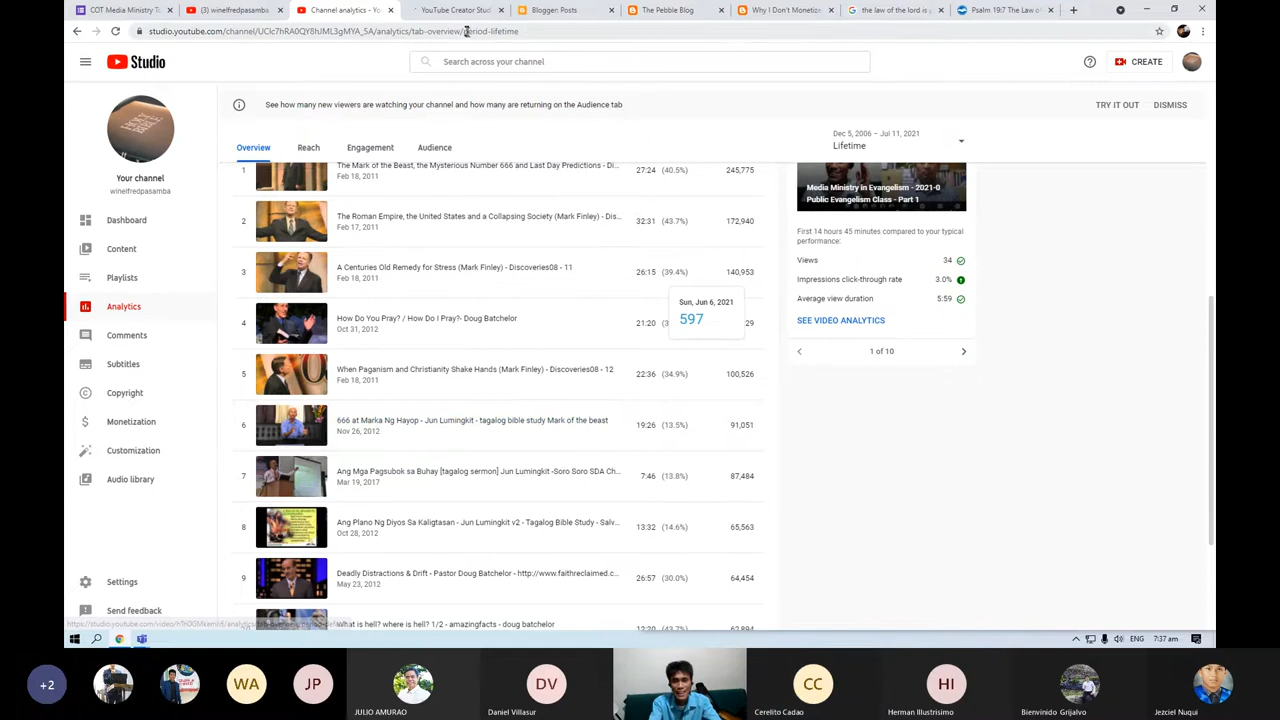 COT Media Ministry Tu
(3) winelfredpasamba
Channel analytics - Yo
YouTube Creator Stud
Blogger: Posts
The Pebble Blog
Why I Don't Monetize
the law of the lord is p
Psalm 19:7 The Law of
studio.youtube.com/channel/UClc7hRA0QY8hJML3gMYA_5A/analytics/tab-overview/period-lifetime
Studio
Search across your channel
CREATE
See how many new viewers are watching your channel and how many are returning on the Audience tab
TRY IT OUT
DISMISS
Overview
Reach
Engagement
Audience
Dec 5, 2006 – Jul 11, 2021
Lifetime
Your channel
winelfredpasamba
Dashboard
Content
Playlists
Analytics
Comments
Subtitles
Copyright
Monetization
Customization
Audio library
Settings
Send feedback
1 The Mark of the Beast, the Mysterious Number 666 and Last Day Predictions - Di... 27:24 (40.5%) 245,775
Feb 18, 2011
2 The Roman Empire, the United States and a Collapsing Society (Mark Finley) - Dis... 32:31 (43.7%) 172,940
Feb 17, 2011
3 A Centuries Old Remedy for Stress (Mark Finley) - Discoveries08 - 11 26:15 (39.4%) 140,953
Feb 18, 2011
Sun, Jun 6, 2021
597
4 How Do You Pray? / How Do I Pray?- Doug Batchelor 21:20 (3 29
Oct 31, 2012
5 When Paganism and Christianity Shake Hands (Mark Finley) - Discoveries08 - 12 22:36 (34.9%) 100,526
Feb 18, 2011
6 666 at Marka Ng Hayop - Jun Lumingkit - tagalog bible study Mark of the beast 19:26 (13.5%) 91,051
Nov 26, 2012
7 Ang Mga Pagsubok sa Buhay [tagalog sermon] Jun Lumingkit -Soro Soro SDA Ch... 7:46 (13.8%) 87,484
Mar 19, 2017
8 Ang Plano Ng Diyos Sa Kaligtasan - Jun Lumingkit v2 - Tagalog Bible Study - Salv... 13:32 (14.6%) 65,563
Oct 28, 2012
9 Deadly Distractions & Drift - Pastor Doug Batchelor - http://www.faithreclaimed.c... 26:57 (30.0%) 64,454
May 23, 2012
What is hell? where is hell? 1/2 - amazingfacts - doug batchelor 12:20 (43.7%) 62,894
Media Ministry in Evangelism - 2021-0
Public Evangelism Class - Part 1
First 14 hours 45 minutes compared to your typical
performance:
Views 34
Impressions click-through rate 3.0%
Average view duration 5:59
SEE VIDEO ANALYTICS
1 of 10
ENG
7:37 am
+2
WA
JP
JULIO AMURAO
DV
Daniel Villasur
CC
Cerelito Cadao
HI
Herman Illustrisimo
Bienvinido Grijalvo
Jezciel Nuqui